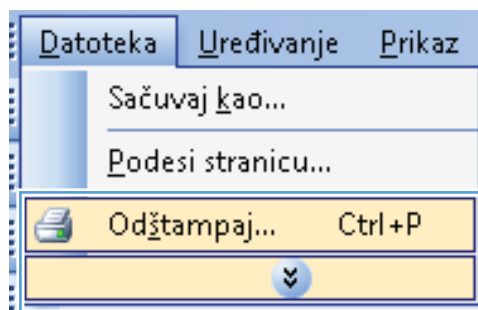 Datoteka Uređivanje Prikaz
Sačuvaj kao...
Podesi stranicu...
Odštampaj... Ctrl+P